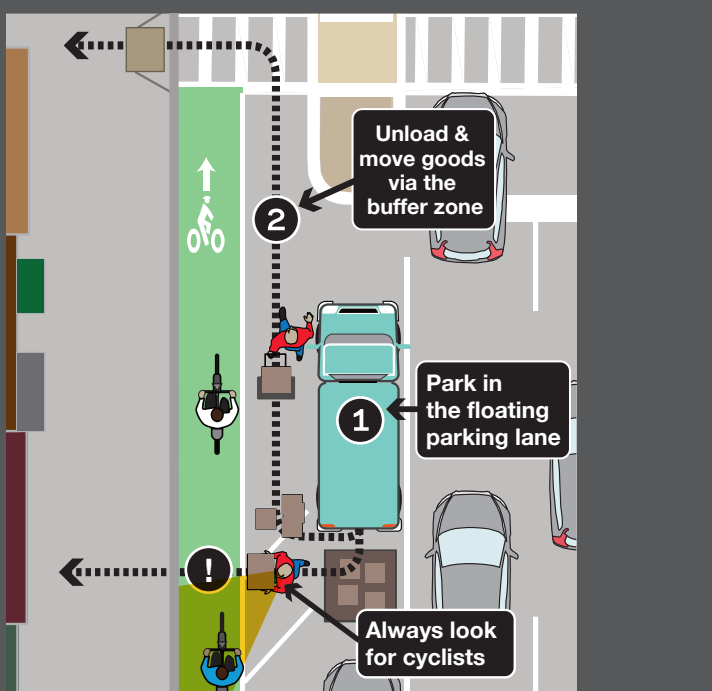 Unload &
move goods
via the
buffer zone
2
Park in
the floating
parking lane
1
!
Always look
for cyclists